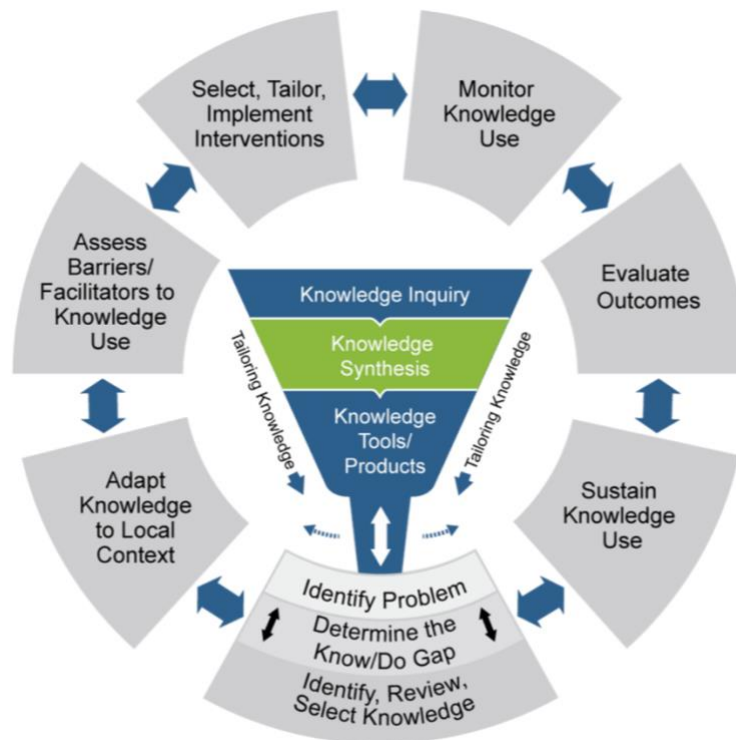 Select, Tailor,
Implement
Interventions
Monitor
Knowledge
Use
Assess
Barriers/
Facilitators to
Knowledge
Use
Evaluate
Outcomes
Knowledge Inquiry
Knowledge
Synthesis
Knowledge
Tools/
Products
Tailoring Knowledge
Tailoring Knowledge
Adapt
Knowledge
to Local
Context
Sustain
Knowledge
Use
Identify Problem
Determine the
Know/Do Gap
Identify, Review,
Select Knowledge